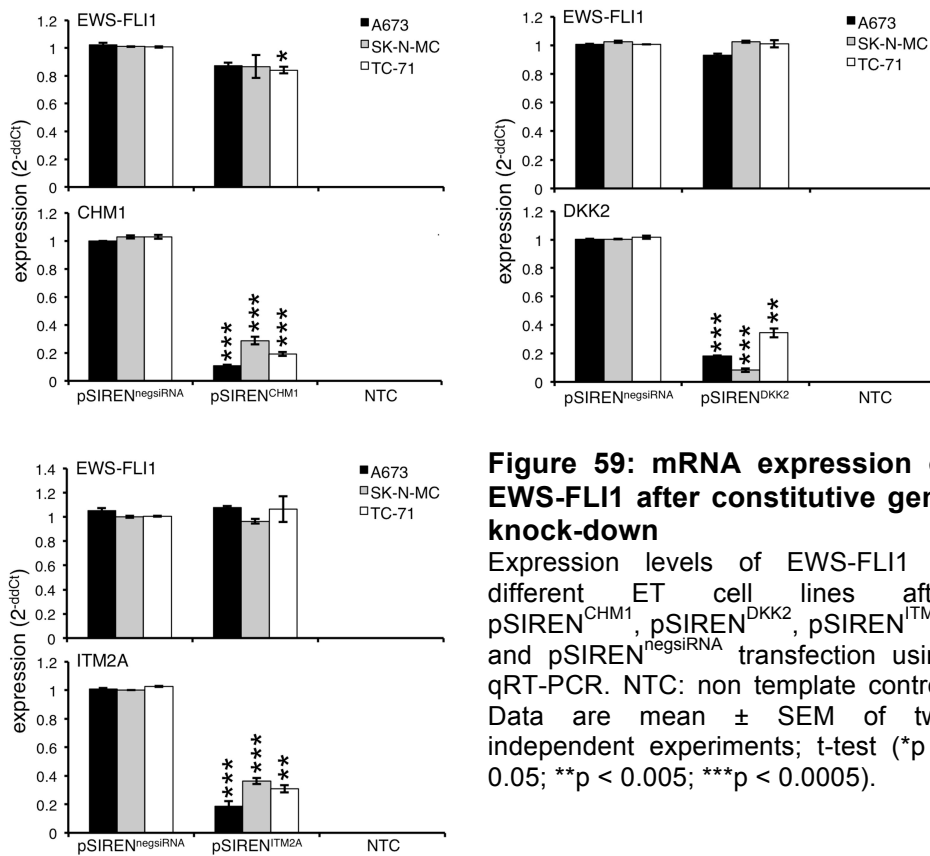 EWS-FLI1
A673
SK-N-MC
TC-71
1.2
1
0.8
0.6
0.4
0.2
0
*
CHM1
1.2
1
0.8
0.6
0.4
0.2
0
***
***
***
expression (2-ddCt)
pSIRENnegsiRNA pSIRENCHM1 NTC
EWS-FLI1
A673
SK-N-MC
TC-71
1.2
1
0.8
0.6
0.4
0.2
0
DKK2
1.2
1
0.8
0.6
0.4
0.2
0
***
***
**
expression (2-ddCt)
pSIRENnegsiRNA pSIRENDKK2 NTC
EWS-FLI1
A673
SK-N-MC
TC-71
1.4
1.2
1
0.8
0.6
0.4
0.2
0
ITM2A
1.2
1
0.8
0.6
0.4
0.2
0
***
***
**
expression (2-ddCt)
pSIRENnegsiRNA pSIRENITM2A NTC
Figure 59: mRNA expression
EWS-FLI1 after constitutive
knock-down
Expression levels of EWS-FLI1
different ET cell lines
pSIRENCHM1, pSIRENDKK2,
and pSIRENnegsiRNA transfection
qRT-PCR. NTC: non template
Data are mean ± SEM of
independent experiments; t-test (*p
0.05; **p < 0.005; ***p < 0.0005).